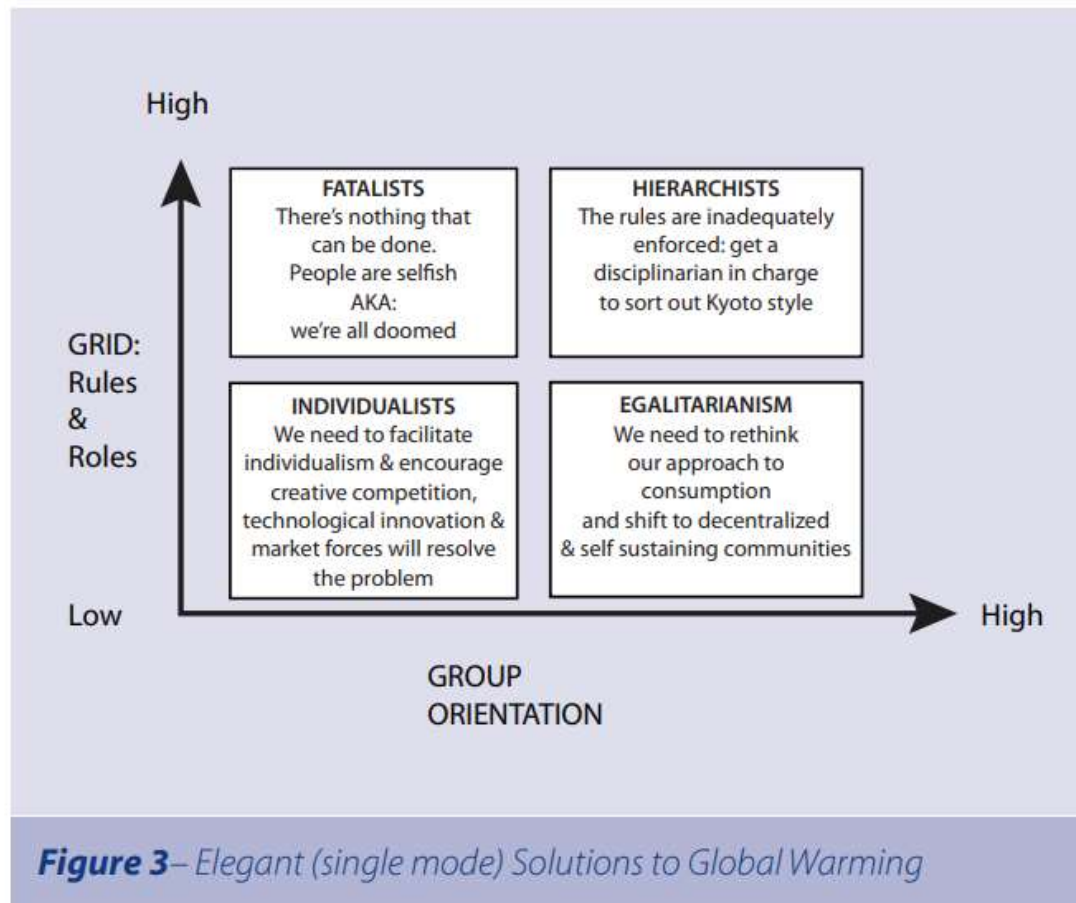 High
FATALISTS
There's nothing that
can be done.
People are selfish
AKA:
we're all doomed
HIERARCHISTS
The rules are inadequately
enforced: get a
disciplinarian in charge
to sort out Kyoto style
GRID:
Rules
&
Roles
INDIVIDUALISTS
We need to facilitate
individualism & encourage
creative competition,
technological innovation &
market forces will resolve
the problem
EGALITARIANISM
We need to rethink
our approach to
consumption
and shift to decentralized
& self sustaining communities
Low
High
GROUP
ORIENTATION
Figure 3– Elegant (single mode) Solutions to Global Warming